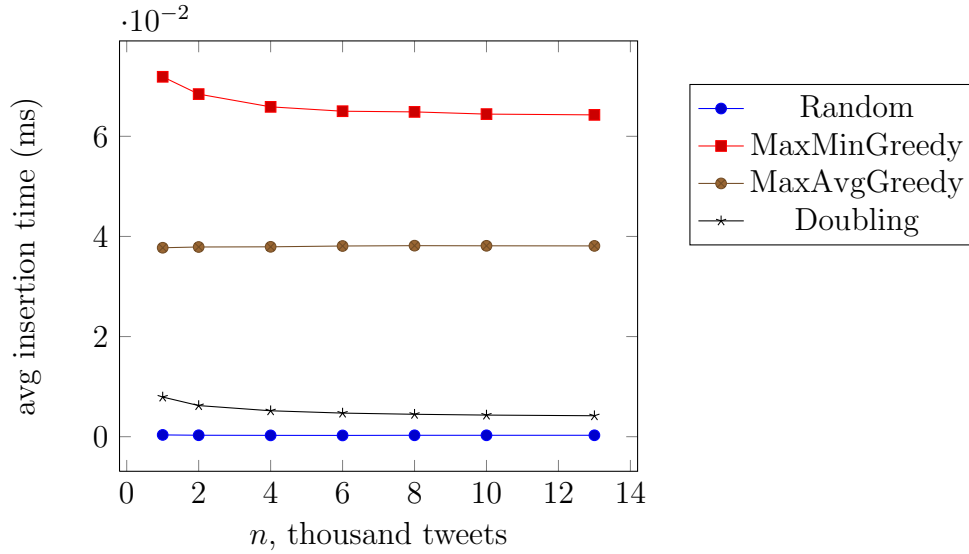 ·10−2
avg insertion time (ms)
6
4
2
0
0 2 4 6 8 10 12 14
n, thousand tweets
Random
MaxMinGreedy
MaxAvgGreedy
Doubling